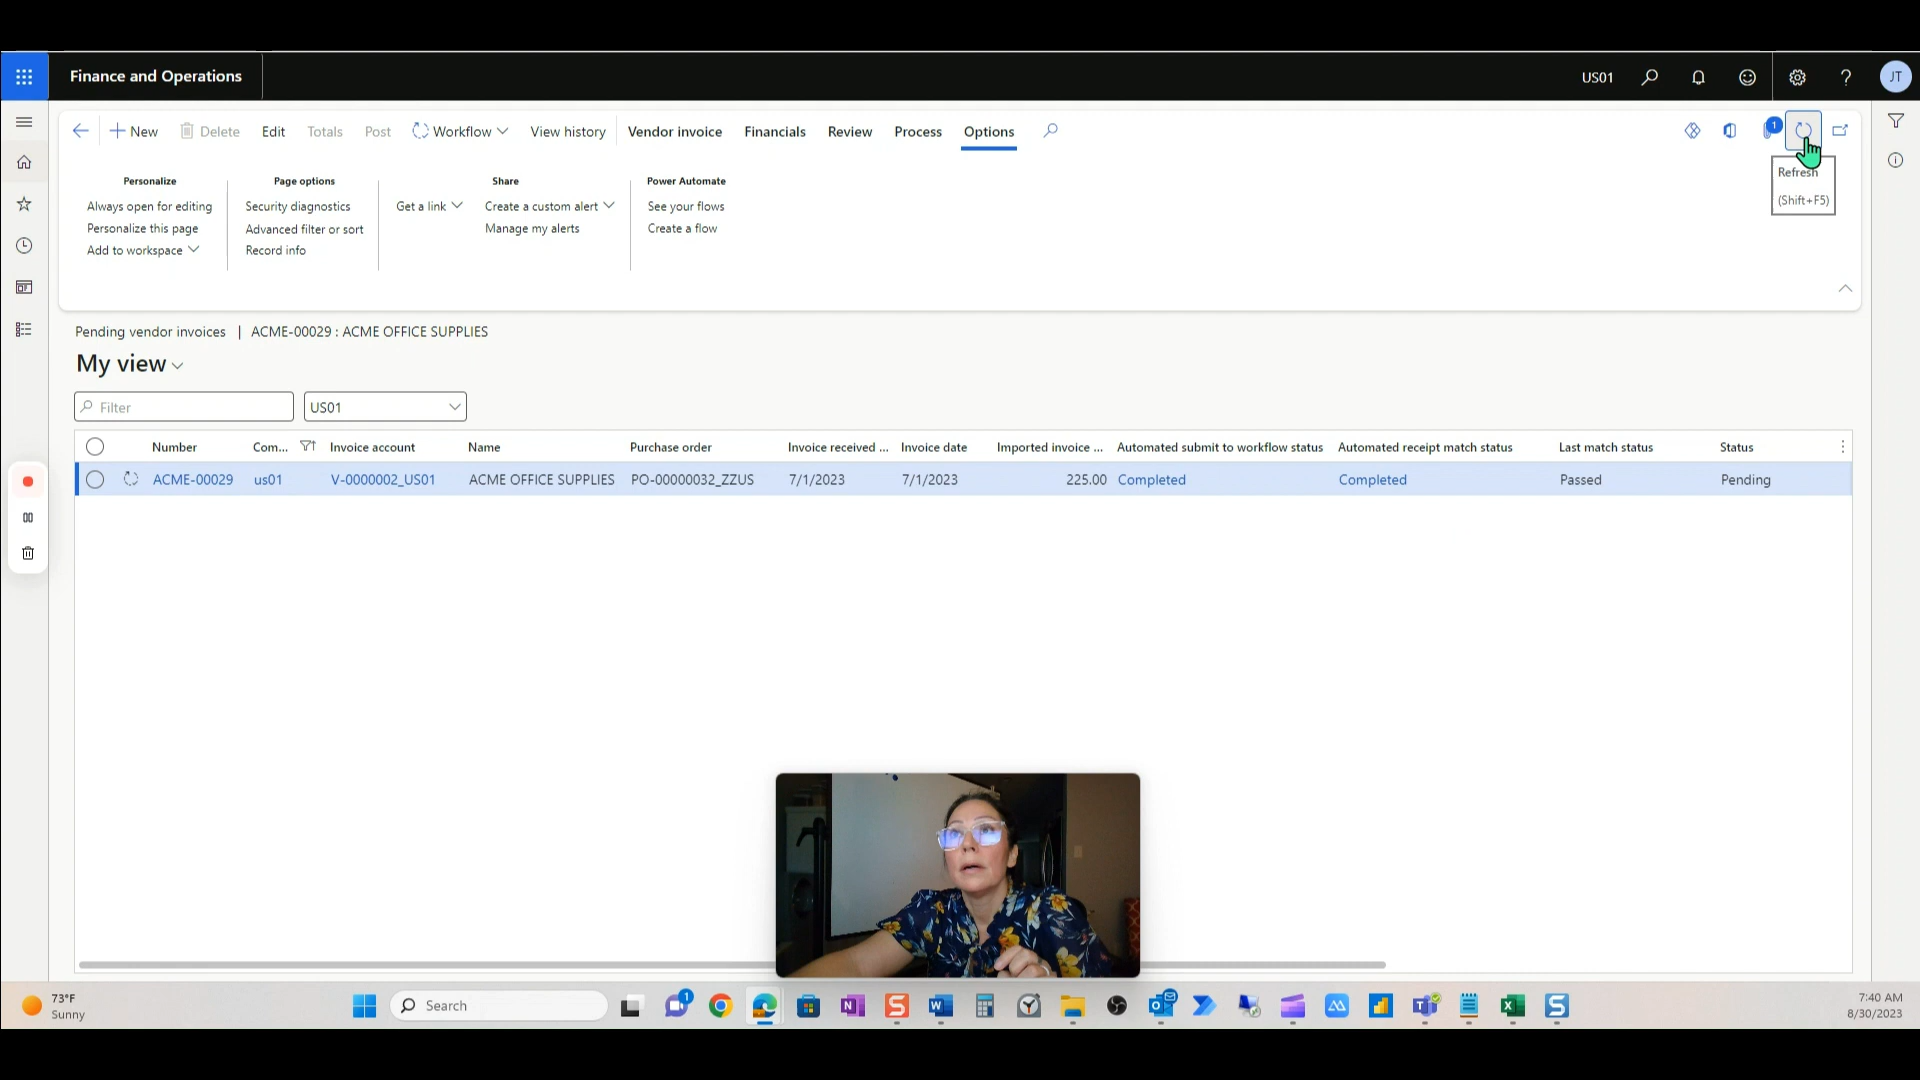 Finance and Operations
US01
?
JT
New
Delete
Edit
Totals
Post
Workflow
View history
Vendor invoice
Financials
Review
Process
Options
1
Refresh
(Shift+F5)
Personalize
Always open for editing
Personalize this page
Add to workspace
Page options
Security diagnostics
Advanced filter or sort
Record info
Share
Get a link
Create a custom alert
Manage my alerts
Power Automate
See your flows
Create a flow
Pending vendor invoices | ACME-00029 : ACME OFFICE SUPPLIES
My view
Filter
US01
Number Com... Invoice account Name Purchase order Invoice received ... Invoice date Imported invoice ... Automated submit to workflow status Automated receipt match status Last match status Status
ACME-00029 us01 V-0000002_US01 ACME OFFICE SUPPLIES PO-00000032_ZZUS 7/1/2023 7/1/2023 225.00 Completed Completed Passed Pending
73°F
Sunny
Search
1
7:40 AM
8/30/2023